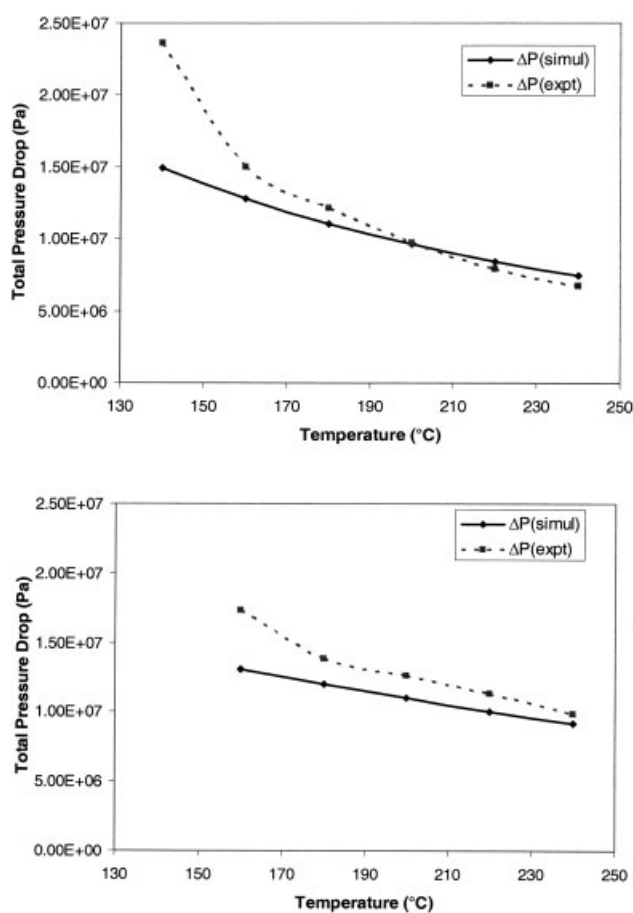 2.50E+07
ΔP(simul)
ΔP(expt)
2.00E+07
1.50E+07
1.00E+07
5.00E+06
0.00E+00
Total Pressure Drop (Pa)
130 150 170 190 210 230 250
Temperature (°C)
2.50E+07
ΔP(simul)
ΔP(expt)
2.00E+07
1.50E+07
1.00E+07
5.00E+06
0.00E+00
Total Pressure Drop (Pa)
130 150 170 190 210 230 250
Temperature (°C)